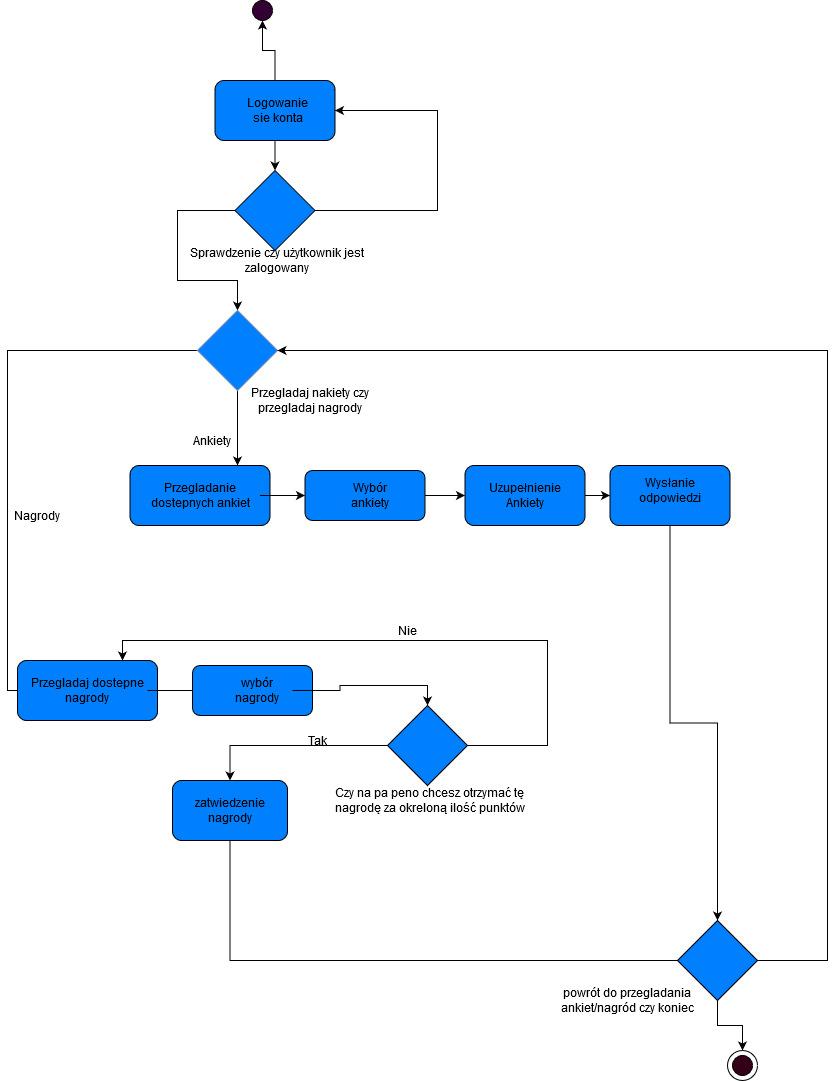 Logowanie
sie konta
Sprawdzenie czy użytkownik jest
zalogowany
Przegladaj nakiety czy
przegladaj nagrody
Ankiety
Przegladanie
dostepnych ankiet
Wybór
ankiety
Uzupełnienie
Ankiety
Wysłanie
odpowiedzi
Nagrody
Nie
Przegladaj dostepne
nagrody
wybór
nagrody
Tak
Czy na pa peno chcesz otrzymać tę
nagrodę za okreloną ilość punktów
zatwiedzenie
nagrody
powrót do przegladania
ankiet/nagród czy koniec